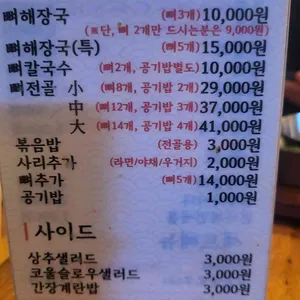 뼈해장국 (뼈3개) 10,000원
(※단, 뼈 2개만 드시는분은 9,000원)
뼈해장국(특) (뼈5개) 15,000원
뼈칼국수 (뼈2개, 공기밥별도) 10,000원
뼈전골 小 (뼈8개, 공기밥 2개) 29,000원
中 (뼈12개, 공기밥 3개) 37,000원
大 (뼈14개, 공기밥 4개) 41,000원
볶음밥 (전골용) 3,000원
사리추가 (라면/야채/우거지) 2,000원
뼈추가 (뼈5개) 14,000원
공기밥 1,000원
사이드
상추샐러드 3,000원
코울슬로우샐러드 3,000원
간장계란밥 3,000원